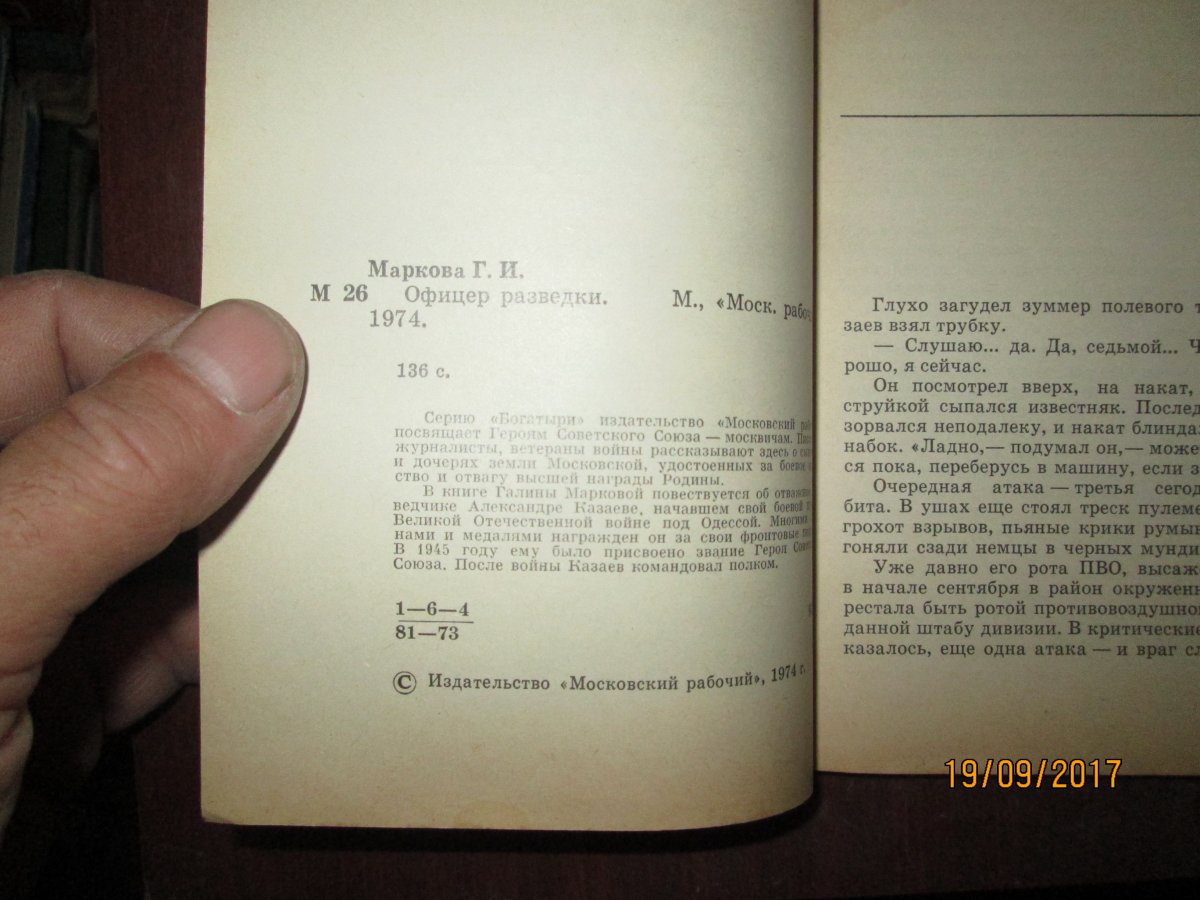 Маркова Г. И.
М 26 Офицер разведки. М., «Моск. рабоч
1974.
136 с.
Серию «Богатыри» издательство «Московский раб
посвящает Героям Советского Союза — москвичам. Писа
журналисты, ветераны войны рассказывают здесь о
и дочерях земли Московской, удостоенных за боевое
ство и отвагу высшей награды Родины.
В книге Галины Марковой повествуется об отважном
ведчике Александре Казаеве, начавшем свой боевой
Великой Отечественной войне под Одессой. Многими
нами и медалями награжден он за свои фронтовые
В 1945 году ему было присвоено звание Героя Совет
Союза. После войны Казаев командовал полком.
1—6—4
81—73
© Издательство «Московский рабочий», 1974 г.
Глухо загудел зуммер полевого т
заев взял трубку.
— Слушаю... да. Да, седьмой... Ч
рошо, я сейчас.
Он посмотрел вверх, на накат,
струйкой сыпался известняк. Послед
зорвался неподалеку, и накат блинда
набок. «Ладно,— подумал он,— може
ся пока, переберусь в машину, если з
Очередная атака — третья сегод
бита. В ушах еще стоял треск пулеме
грохот взрывов, пьяные крики румы
гоняли сзади немцы в черных мунди
Уже давно его рота ПВО, высаж
в начале сентября в район окруженн
рестала быть ротой противовоздушно
данной штабу дивизии. В критические
казалось, еще одна атака — и враг сл
19/09/2017